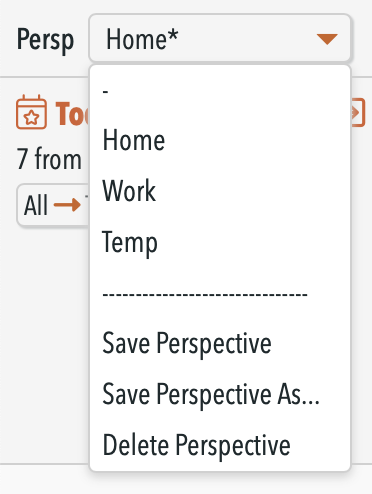 Persp Home*
-
Home
Work
Temp
-------------------------------
Save Perspective
Save Perspective As...
Delete Perspective
7 from
All